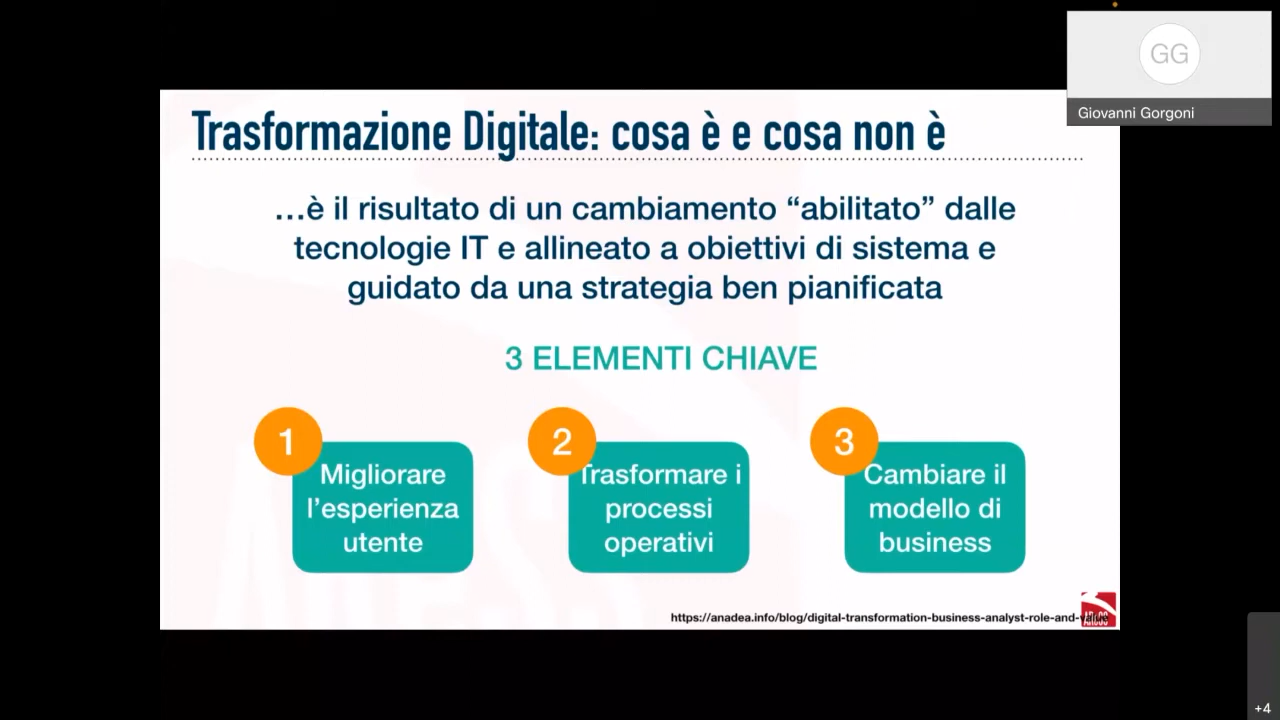 GG
Giovanni Gorgoni
Trasformazione Digitale: cosa è e cosa non è
...è il risultato di un cambiamento “abilitato” dalle
tecnologie IT e allineato a obiettivi di sistema e
guidato da una strategia ben pianificata
3 ELEMENTI CHIAVE
1
Migliorare
l’esperienza
utente
2
Trasformare i
processi
operativi
3
Cambiare il
modello di
business
https://anadea.info/blog/digital-transformation-business-analyst-role-and-value
+4